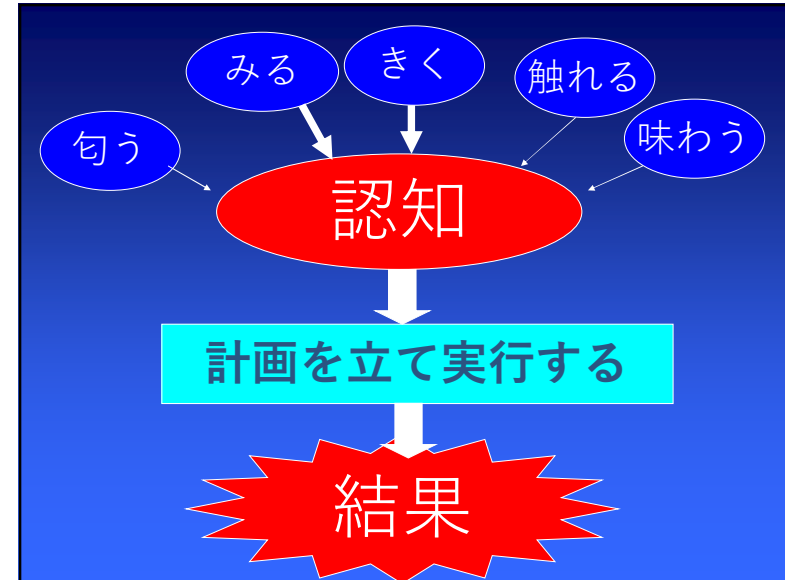 みる
きく
触れる
匂う
味わう
認知
計画を立て実行する
結果